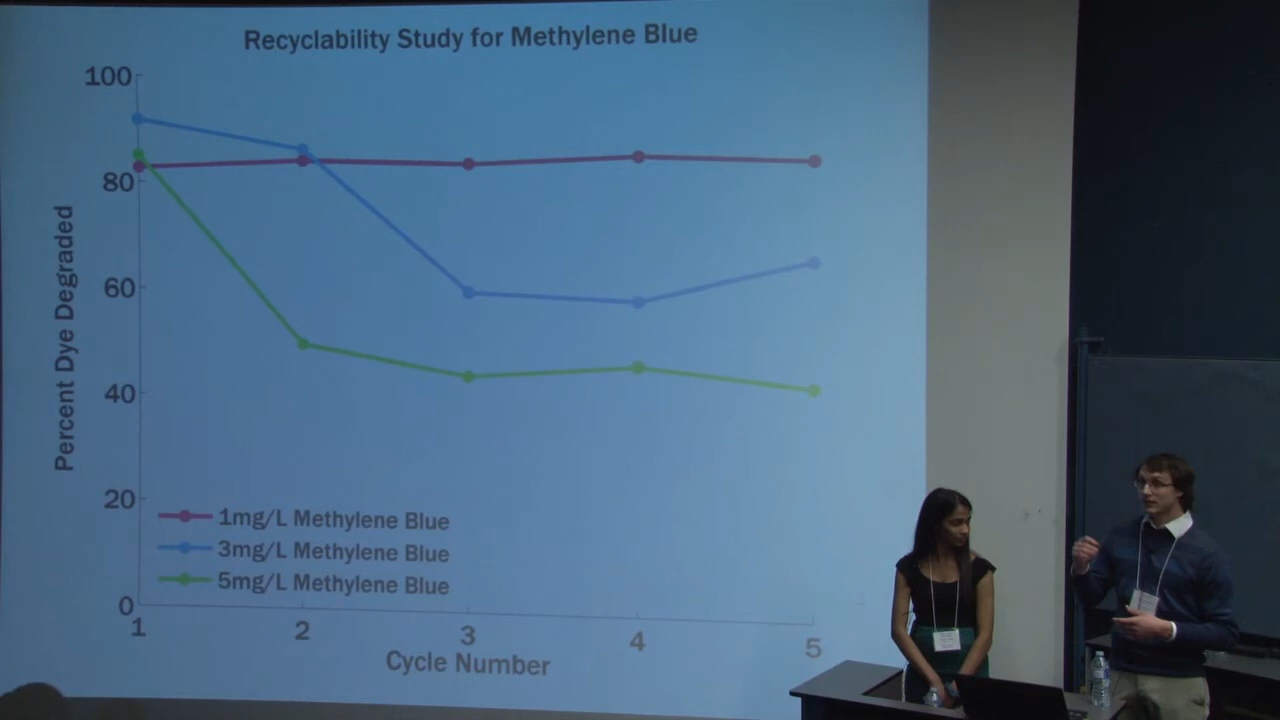 Recyclability Study for Methylene Blue
100
80
60
40
20
0
Percent Dye Degraded
1mg/L Methylene Blue
3mg/L Methylene Blue
5mg/L Methylene Blue
1 2 3 4 5
Cycle Number